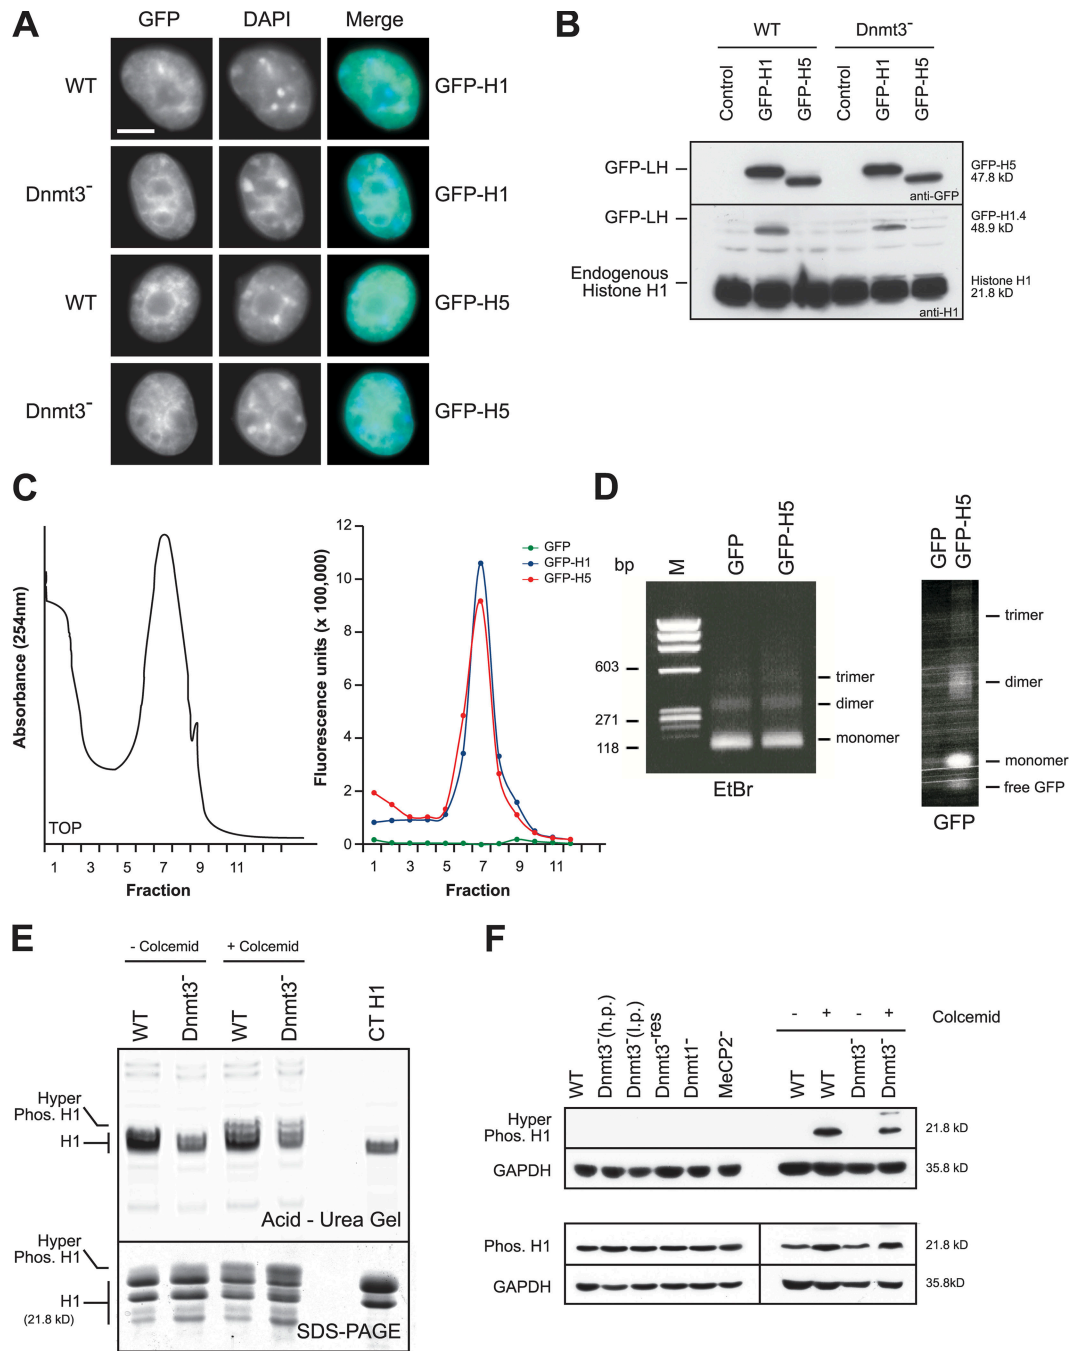 A
GFP DAPI Merge
WT GFP-H1
Dnmt3⁻ GFP-H1
WT GFP-H5
Dnmt3⁻ GFP-H5
B
WT Dnmt3⁻
Control GFP-H1 GFP-H5 Control GFP-H1 GFP-H5
GFP-LH
GFP-H5
47.8 kD
anti-GFP
GFP-LH
GFP-H1.4
48.9 kD
Endogenous
Histone H1
Histone H1
21.8 kD
anti-H1
C
Absorbance (254nm)
TOP
1 3 5 7 9 11
Fraction
Fluorescence units (x 100,000)
12
10
8
6
4
2
0
GFP
GFP-H1
GFP-H5
1 3 5 7 9 11
Fraction
D
bp M GFP GFP-H5
603
271
118
trimer
dimer
monomer
EtBr
GFP GFP-H5
trimer
dimer
monomer
free GFP
GFP
E
- Colcemid + Colcemid
WT Dnmt3⁻ WT Dnmt3⁻ CT H1
Hyper
Phos. H1
H1
Acid - Urea Gel
Hyper
Phos. H1
H1
(21.8 kD)
SDS-PAGE
F
- + - + Colcemid
WT Dnmt3⁻(h.p.) Dnmt3⁻(l.p.) Dnmt3⁻res Dnmt1⁻ MeCP2⁻ WT WT Dnmt3⁻ Dnmt3⁻
Hyper
Phos. H1
21.8 kD
GAPDH 35.8 kD
Phos. H1 21.8 kD
GAPDH 35.8kD